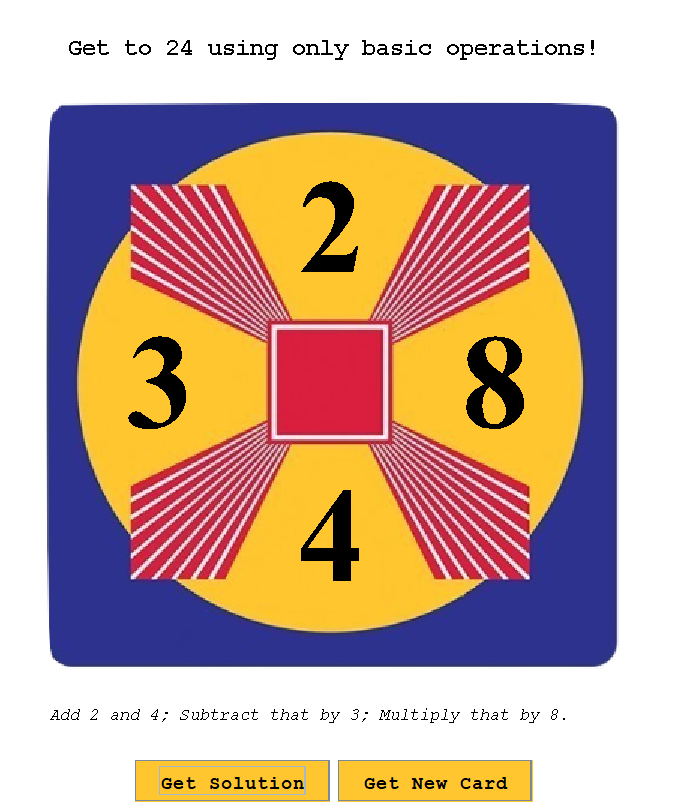 Get to 24 using only basic operations!
2
3 8
4
Add 2 and 4; Subtract that by 3; Multiply that by 8.
Get Solution Get New Card